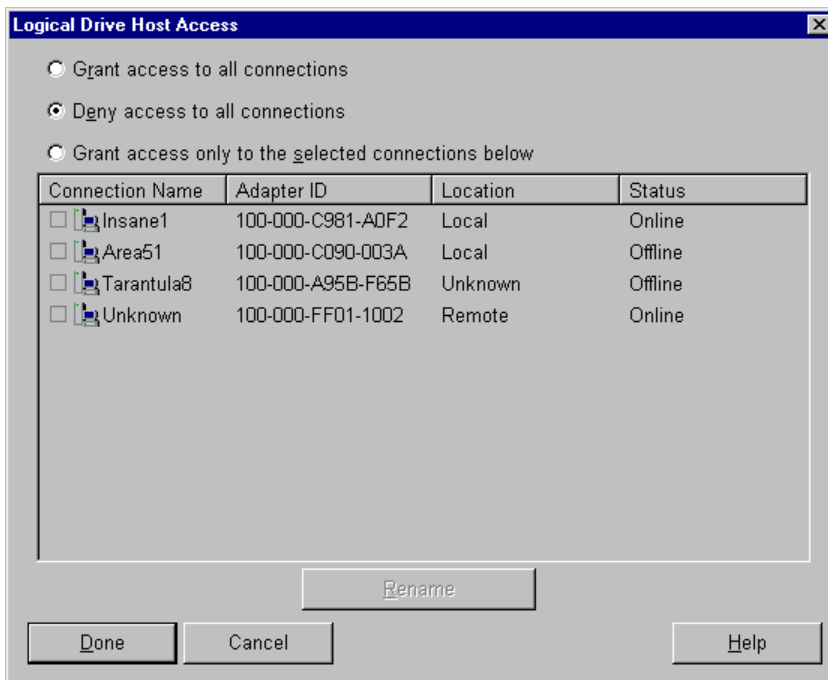 Logical Drive Host Access
Grant access to all connections
Deny access to all connections
Grant access only to the selected connections below
Connection Name Adapter ID Location Status
Insane1 100-000-C981-A0F2 Local Online
Area51 100-000-C090-003A Local Offline
Tarantula8 100-000-A95B-F65B Unknown Offline
Unknown 100-000-FF01-1002 Remote Online
Rename
Done Cancel Help